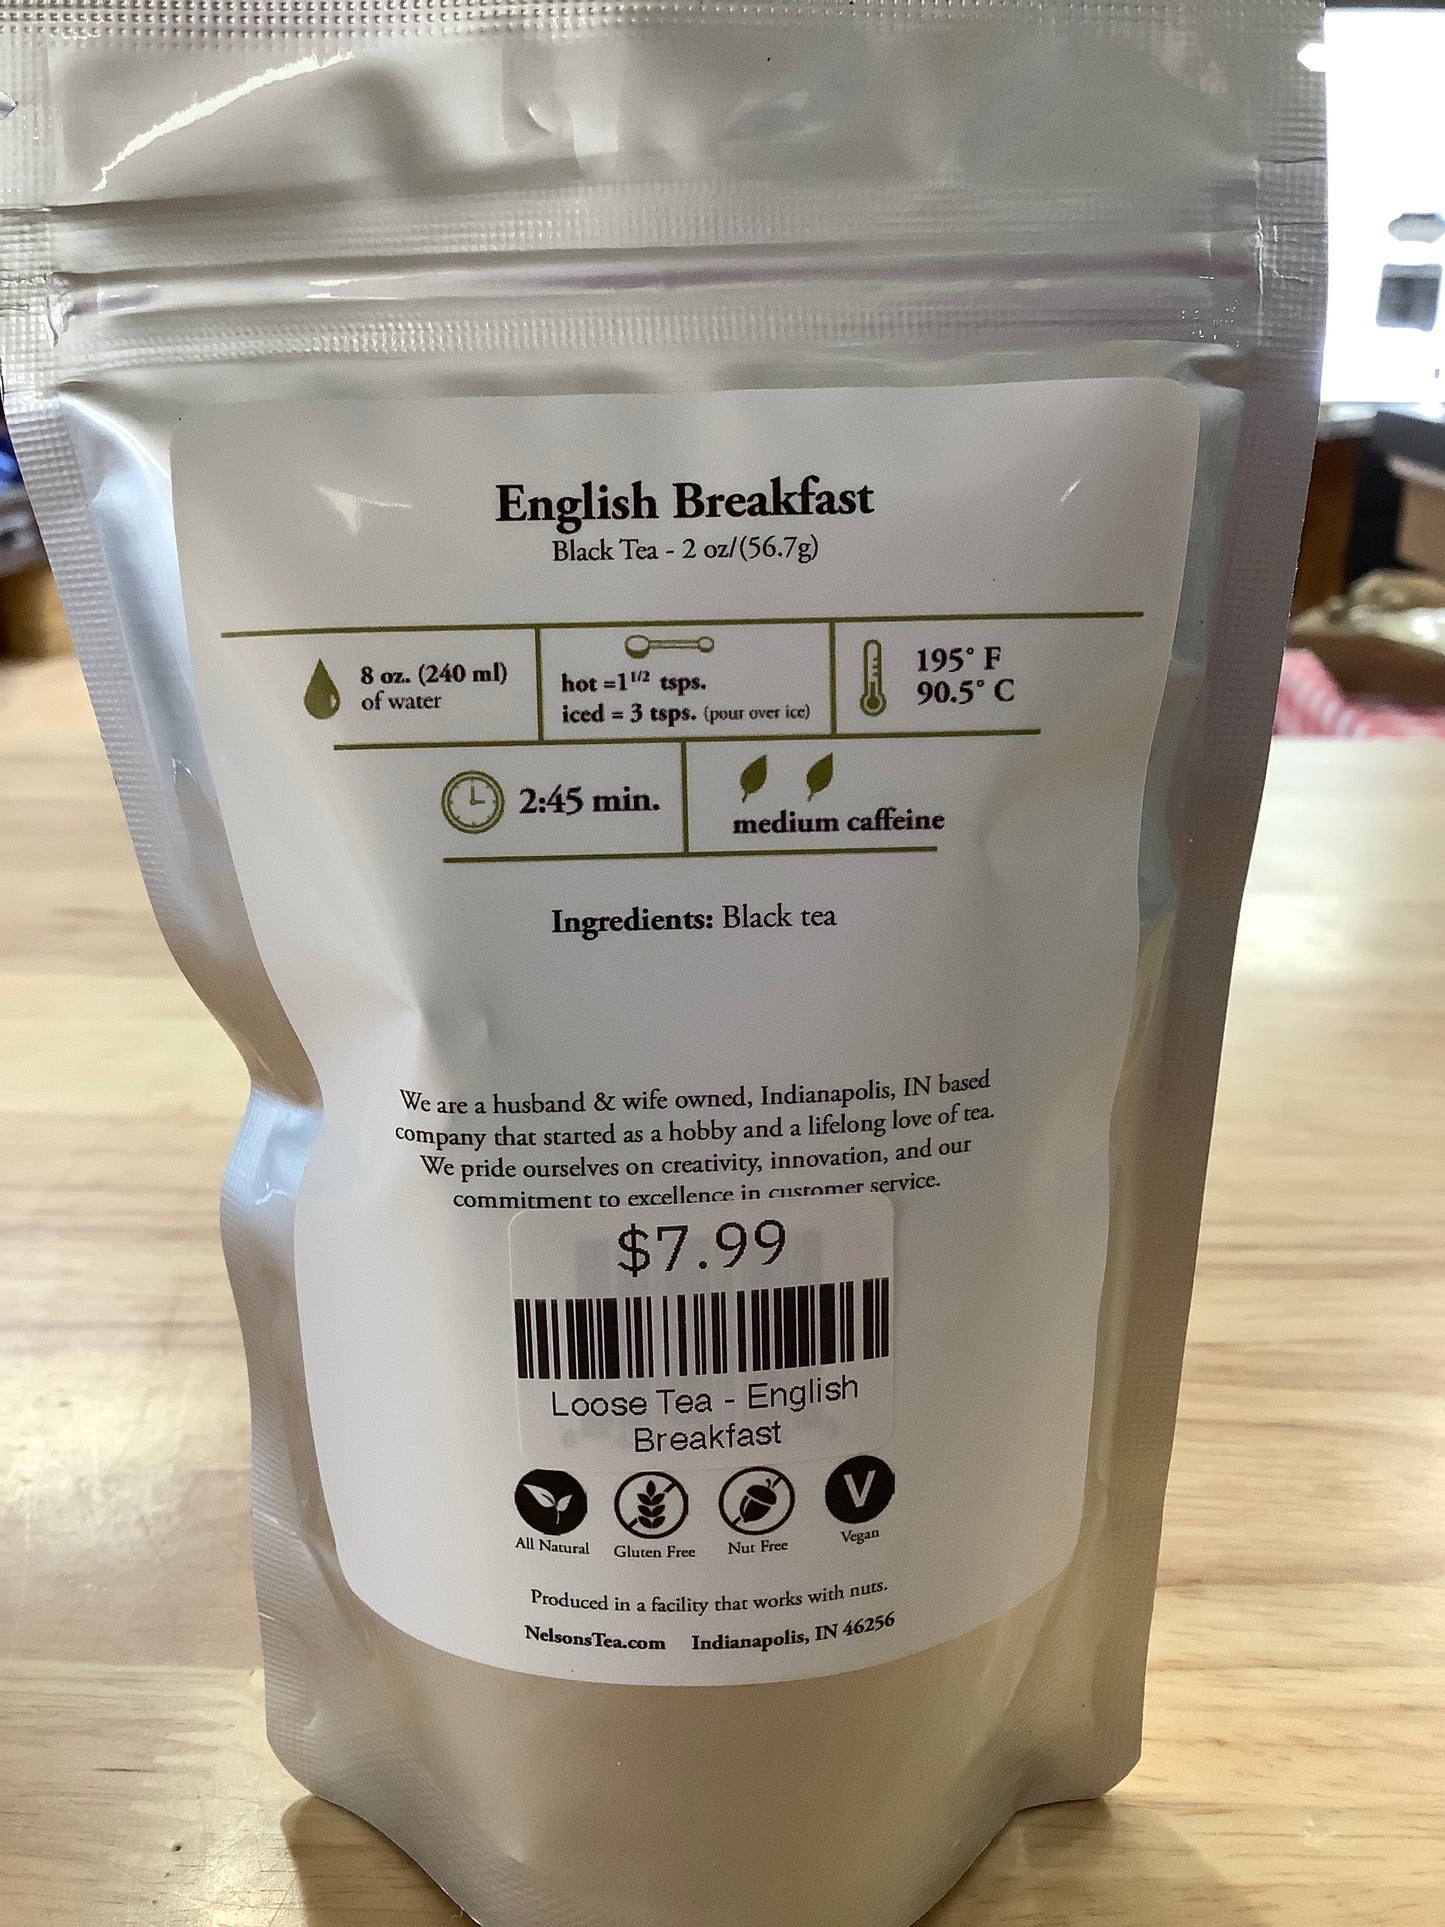 English Breakfast
Black Tea - 2 oz/(56.7g)
8 oz. (240 ml)
of water
hot =1 1/2 tsps.
iced = 3 tsps. (pour over ice)
195° F
90.5° C
2:45 min.
medium caffeine
Ingredients: Black tea
We are a husband & wife owned, Indianapolis, IN based
company that started as a hobby and a lifelong love of tea.
We pride ourselves on creativity, innovation, and our
commitment to excellence in customer service.
$7.99
Loose Tea - English
Breakfast
V
All Natural
Gluten Free
Nut Free
Vegan
Produced in a facility that works with nuts.
NelsonsTea.com Indianapolis, IN 46256